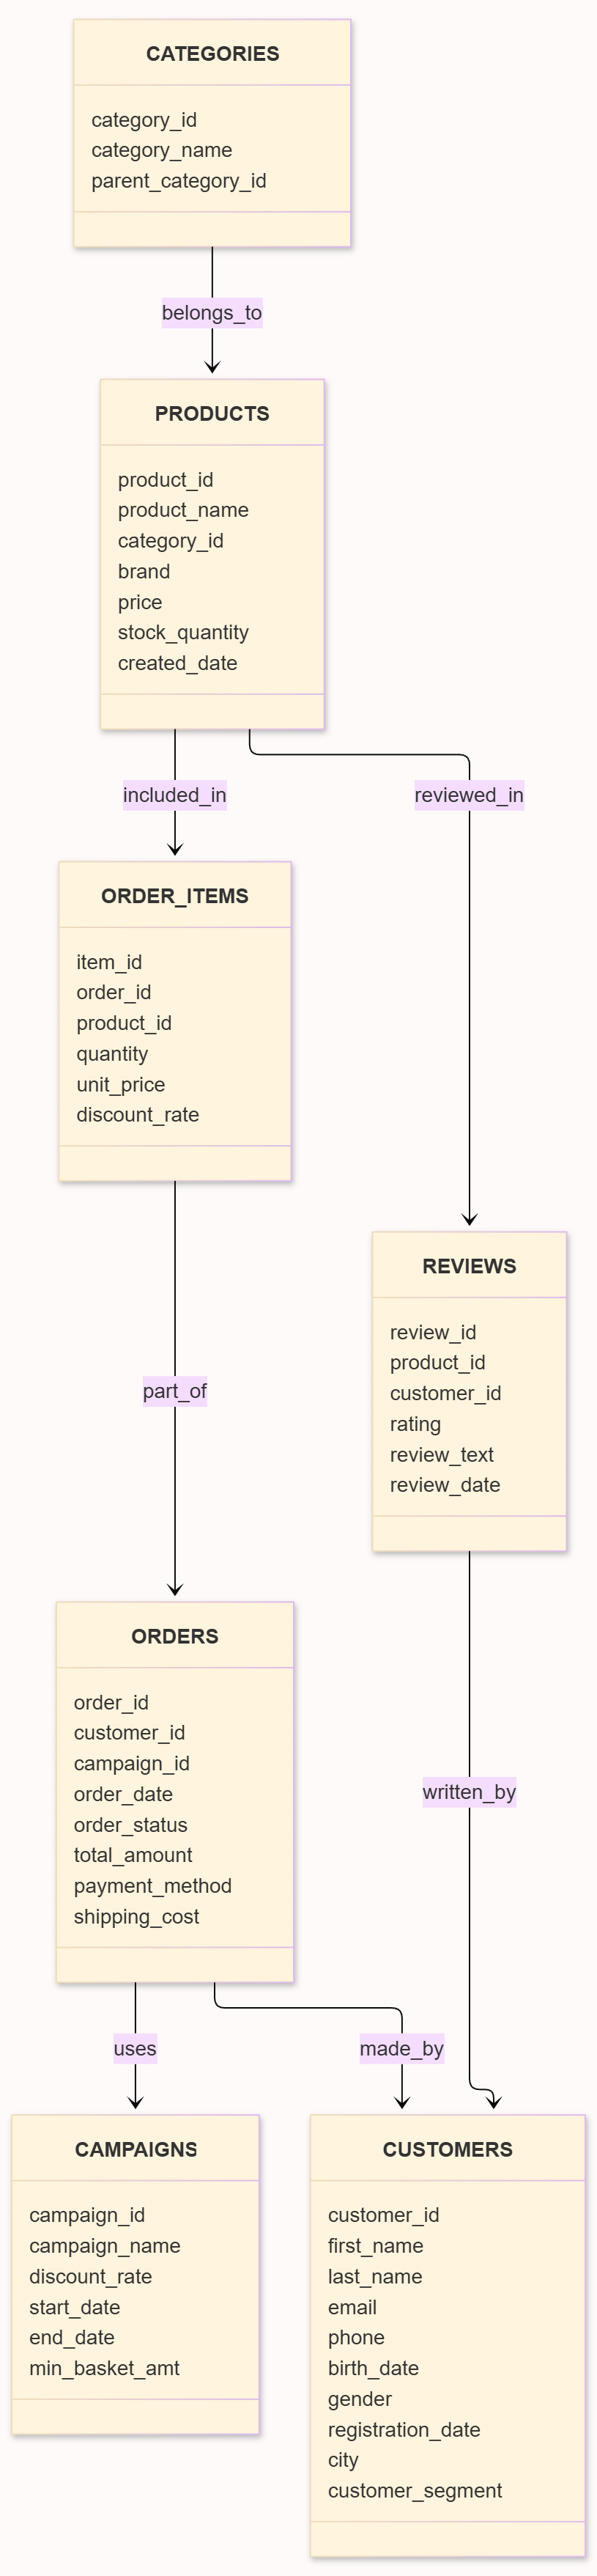 CATEGORIES
category_id
category_name
parent_category_id
belongs_to
PRODUCTS
product_id
product_name
category_id
brand
price
stock_quantity
created_date
included_in
reviewed_in
ORDER_ITEMS
item_id
order_id
product_id
quantity
unit_price
discount_rate
REVIEWS
review_id
product_id
customer_id
rating
review_text
review_date
part_of
ORDERS
order_id
customer_id
campaign_id
order_date
order_status
total_amount
payment_method
shipping_cost
written_by
uses
made_by
CAMPAIGNS
campaign_id
campaign_name
discount_rate
start_date
end_date
min_basket_amt
CUSTOMERS
customer_id
first_name
last_name
email
phone
birth_date
gender
registration_date
city
customer_segment